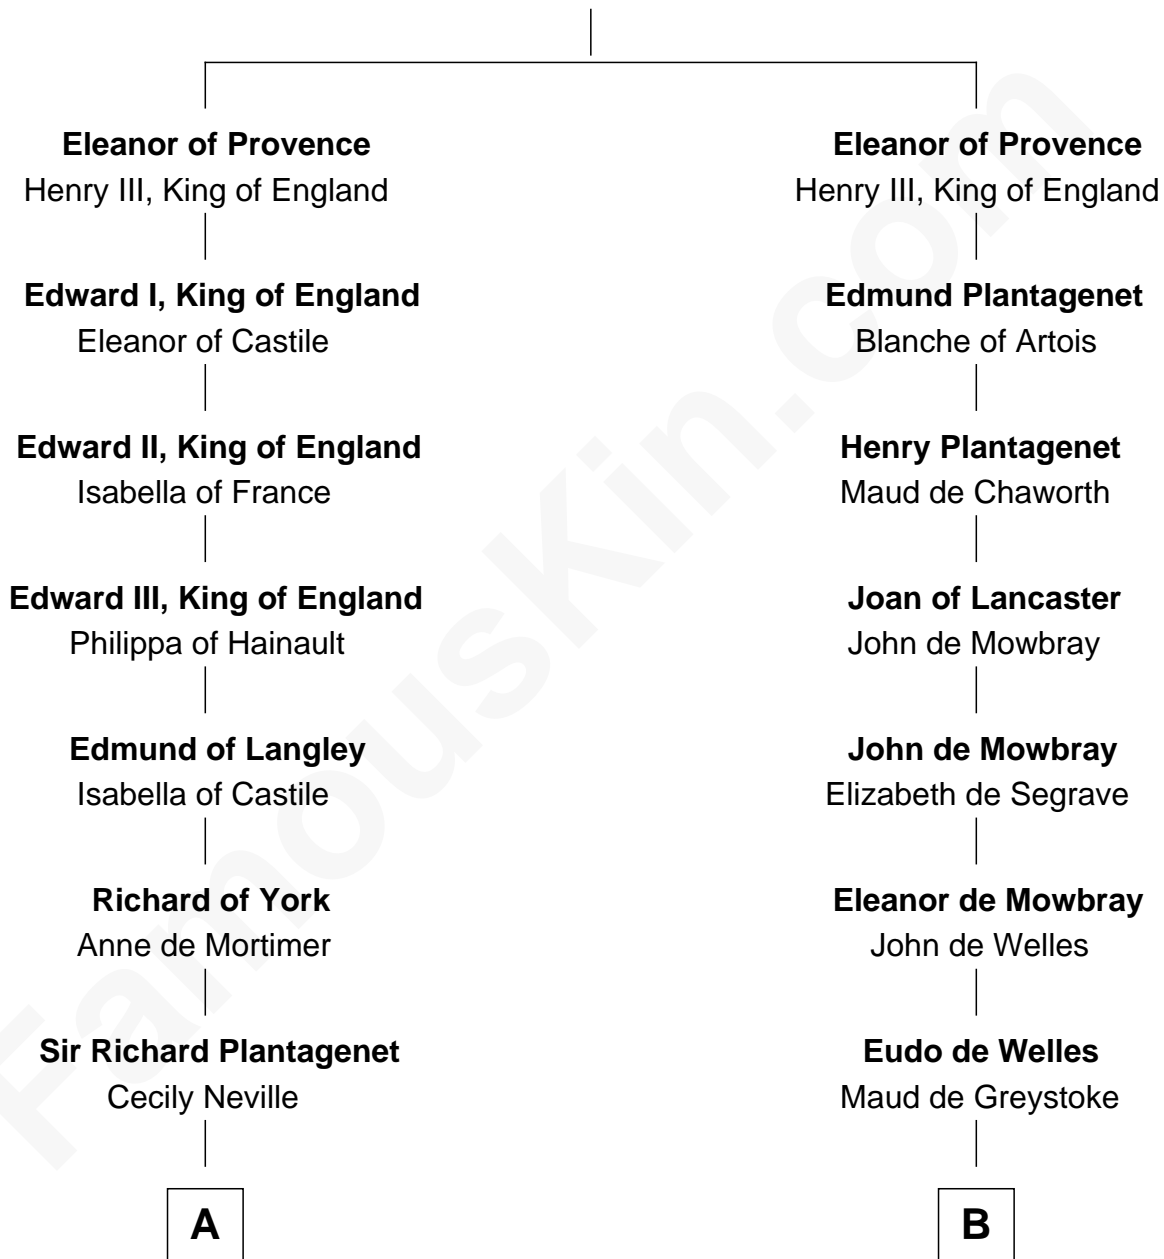 Eleanor of Provence
Henry III, King of England
Edward I, King of England
Eleanor of Castile
Edward II, King of England
Isabella of France
Edward III, King of England
Philippa of Hainault
Edmund of Langley
Isabella of Castile
Richard of York
Anne de Mortimer
Sir Richard Plantagenet
Cecily Neville
A
Eleanor of Provence
Henry III, King of England
Edmund Plantagenet
Blanche of Artois
Henry Plantagenet
Maud de Chaworth
Joan of Lancaster
John de Mowbray
John de Mowbray
Elizabeth de Segrave
Eleanor de Mowbray
John de Welles
Eudo de Welles
Maud de Greystoke
B
FamousKin.com